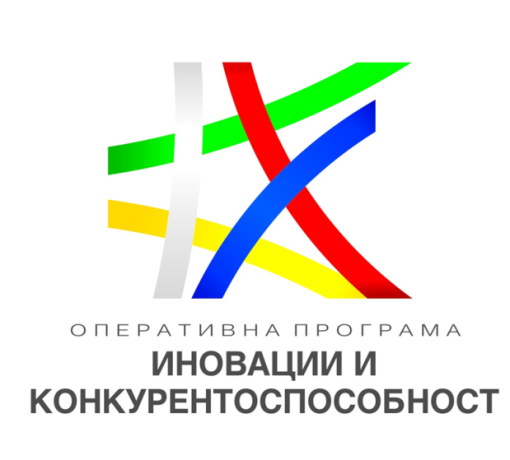 ОПЕРАТИВНА ПРОГРАМА
ИНОВАЦИИ И
КОНКУРЕНТОСПОСОБНОСТ